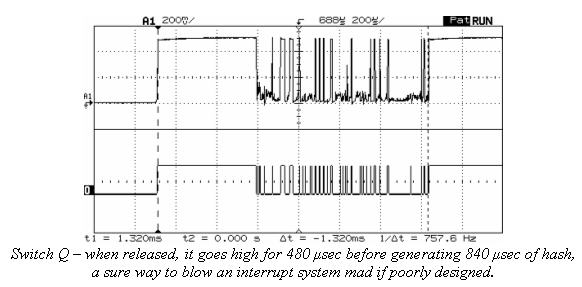 A1 200mV/ 688us 200us/ Pat RUN
A1
0
t1 = 1.320ms t2 = 0.000 s Δt = -1.320ms 1/Δt = 757.6 Hz
Switch Q – when released, it goes high for 480 μsec before generating 840 μsec of hash,
a sure way to blow an interrupt system mad if poorly designed.